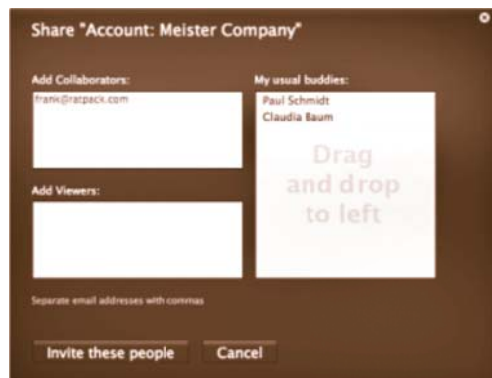 Share "Account: Meister Company"
Add Collaborators:
frank@ratpack.com
Add Viewers:
Separate email addresses with commas
My usual buddies:
Paul Schmidt
Claudia Baum
Drag
and drop
to left
Invite these people
Cancel